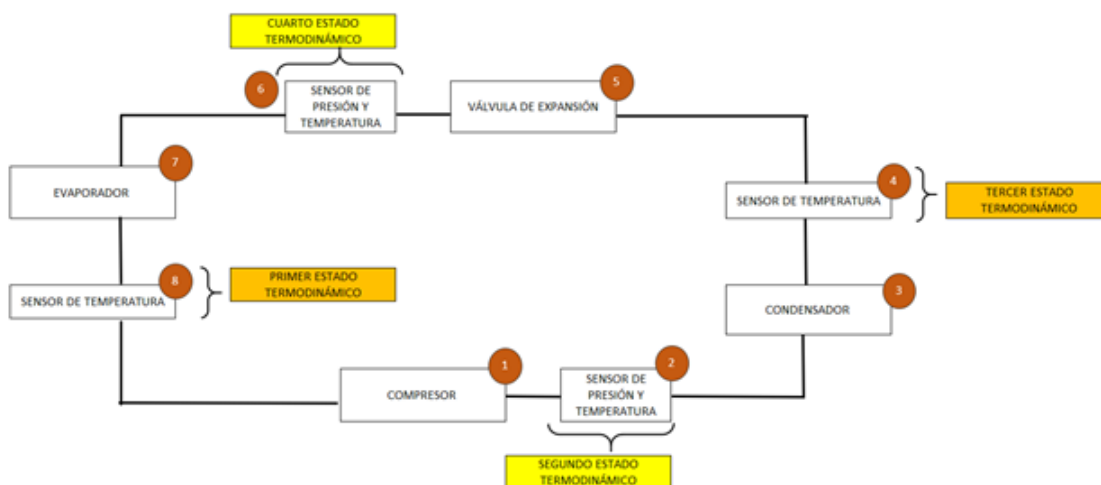 CUARTO ESTADO
TERMODINÁMICO
6
SENSOR DE
PRESIÓN Y
TEMPERATURA
5
VÁLVULA DE EXPANSIÓN
7
EVAPORADOR
4
SENSOR DE TEMPERATURA
TERCER ESTADO
TERMODINÁMICO
8
SENSOR DE TEMPERATURA
PRIMER ESTADO
TERMODINÁMICO
3
CONDENSADOR
1
COMPRESOR
2
SENSOR DE
PRESIÓN Y
TEMPERATURA
SEGUNDO ESTADO
TERMODINÁMICO